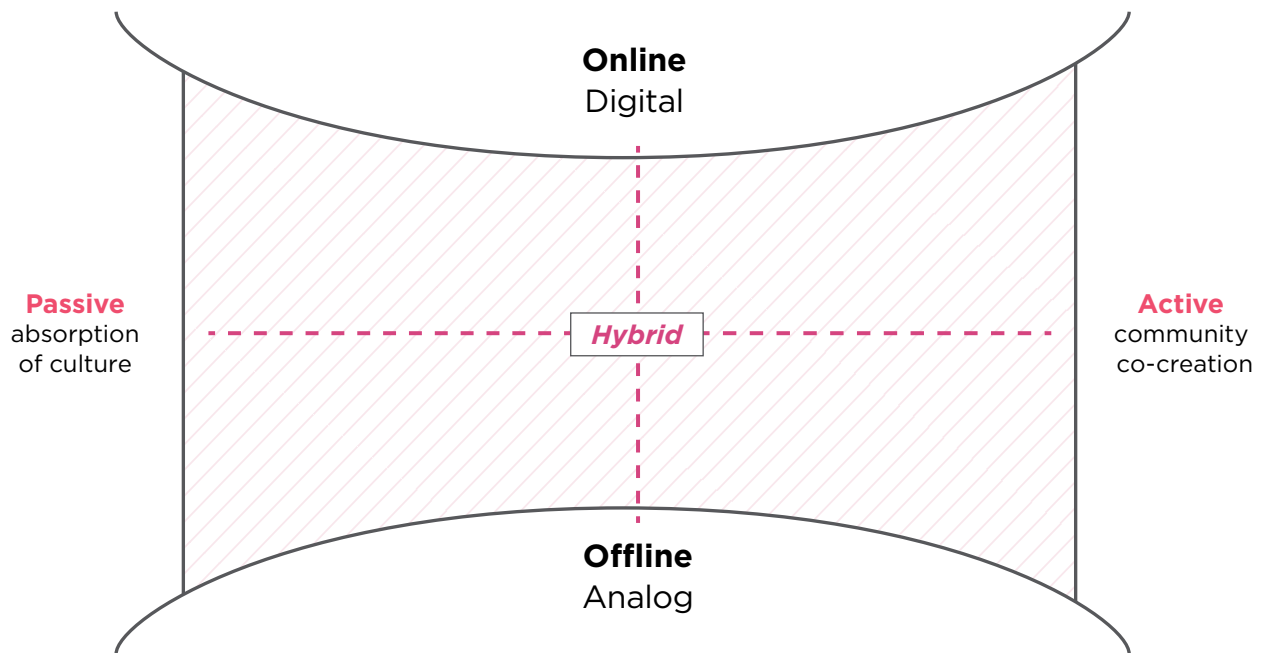 Online
Digital
Passive
absorption
of culture
Hybrid
Active
community
co-creation
Offline
Analog